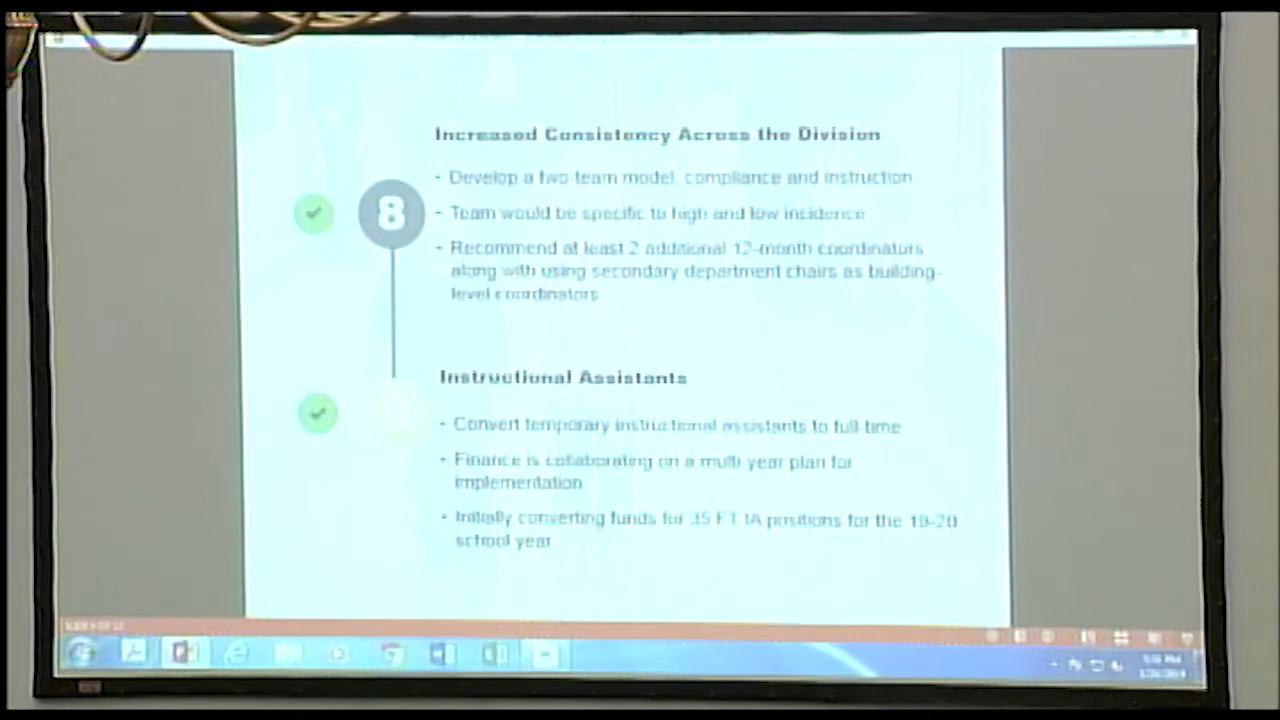 Increased Consistency Across the Division
- Develop a two-team model, compliance and instruction
8
- Team would be specific to high and low incidence
- Recommend at least 2 additional 12-month coordinators
along with using secondary department chairs as building-
level coordinators
Instructional Assistants
9
- Convert temporary instructional assistants to full time
- Finance is collaborating on a multi-year plan for
implementation
- Initially converting funds for 35 FT IA positions for the 19-20
school year